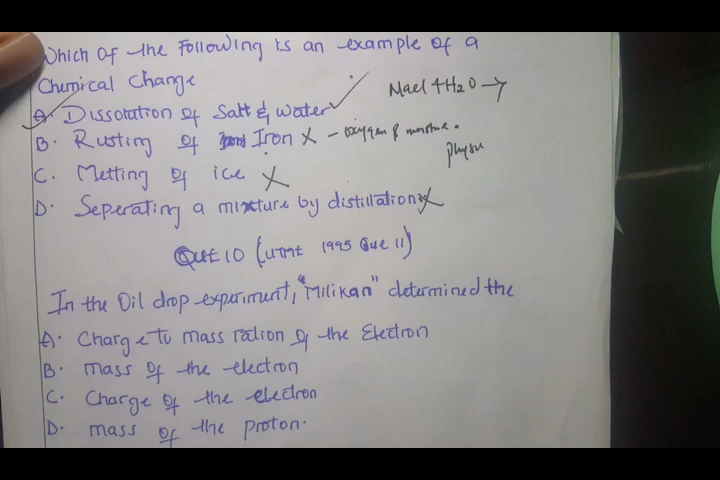 Which Of the Following is an example of a
Chemical Change
A. Dissolution of Salt & Water
B. Rusting of Iron X - oxygen & moisture.
Nacl + H2O →
C. Melting of ice X
D. Seperating a mixture by distillation X
QUE 10 (UTME 1995 Que 11)
In the Oil drop experiment, "Milikan" determined the
A. Charge to mass ration Of the Electron
B. Mass Of the electron
C. Charge Of the electron
D. mass of the proton.